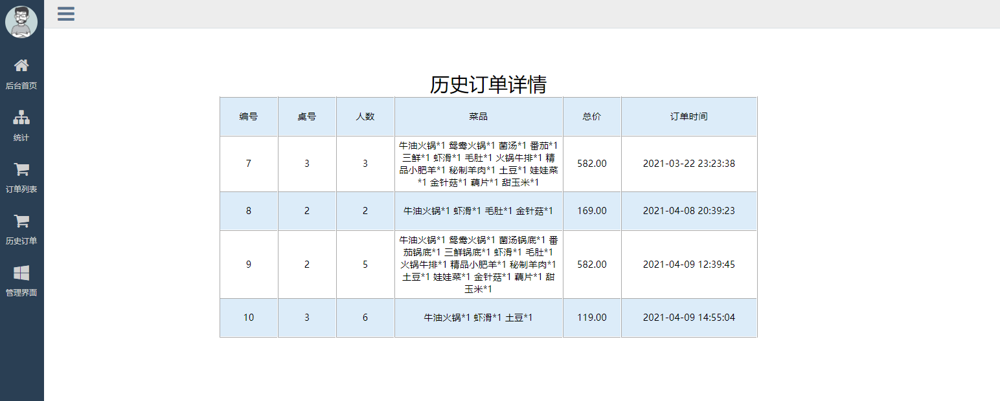 后台首页
统计
订单列表
历史订单
管理界面
历史订单详情
编号 桌号 人数 菜品 总价 订单时间
7 3 3 牛油火锅*1 鸳鸯火锅*1 菌汤*1 番茄*1
三鲜*1 虾滑*1 毛肚*1 火锅牛排*1 精
品小肥羊*1 秘制羊肉*1 土豆*1 娃娃菜
*1 金针菇*1 藕片*1 甜玉米*1 582.00 2021-03-22 23:23:38
8 2 2 牛油火锅*1 虾滑*1 毛肚*1 金针菇*1 169.00 2021-04-08 20:39:23
9 2 5 牛油火锅*1 鸳鸯火锅*1 菌汤锅底*1 番
茄锅底*1 三鲜锅底*1 虾滑*1 毛肚*1
火锅牛排*1 精品小肥羊*1 秘制羊肉*1
土豆*1 娃娃菜*1 金针菇*1 藕片*1 甜
玉米*1 582.00 2021-04-09 12:39:45
10 3 6 牛油火锅*1 虾滑*1 土豆*1 119.00 2021-04-09 14:55:04